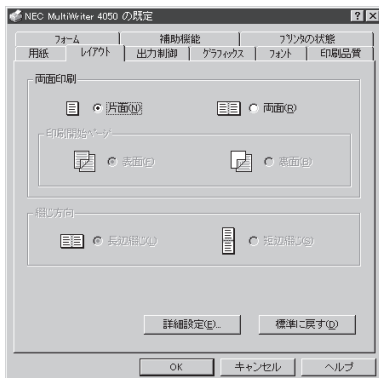 NEC MultiWriter 4050 の既定
フォーム 補助機能 プリンタの状態
用紙 レイアウト 出力制御 グラフィックス フォント 印刷品質
両面印刷
片面(N) 両面(R)
印刷開始ページ
表面(F) 裏面(B)
綴じ方向
長辺綴じ(L) 短辺綴じ(S)
詳細設定(E)... 標準に戻す(D)
OK キャンセル ヘルプ